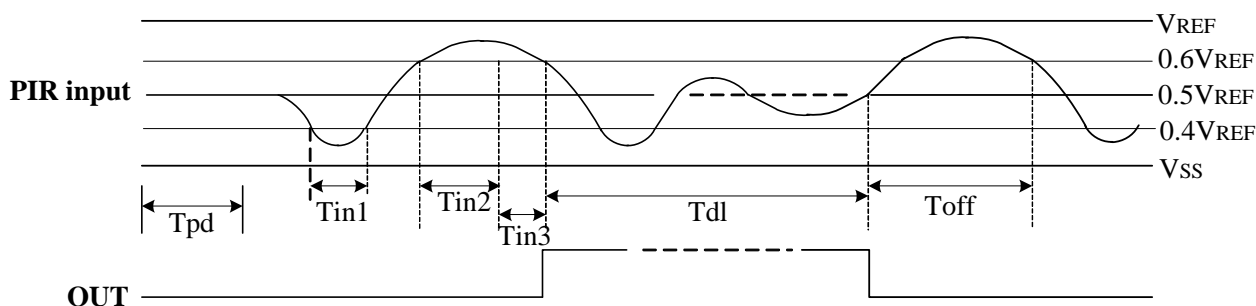 VREF
0.6VREF
PIR input
0.5VREF
0.4VREF
VSS
Tpd
Tin1
Tin2
Tin3
Tdl
Toff
OUT